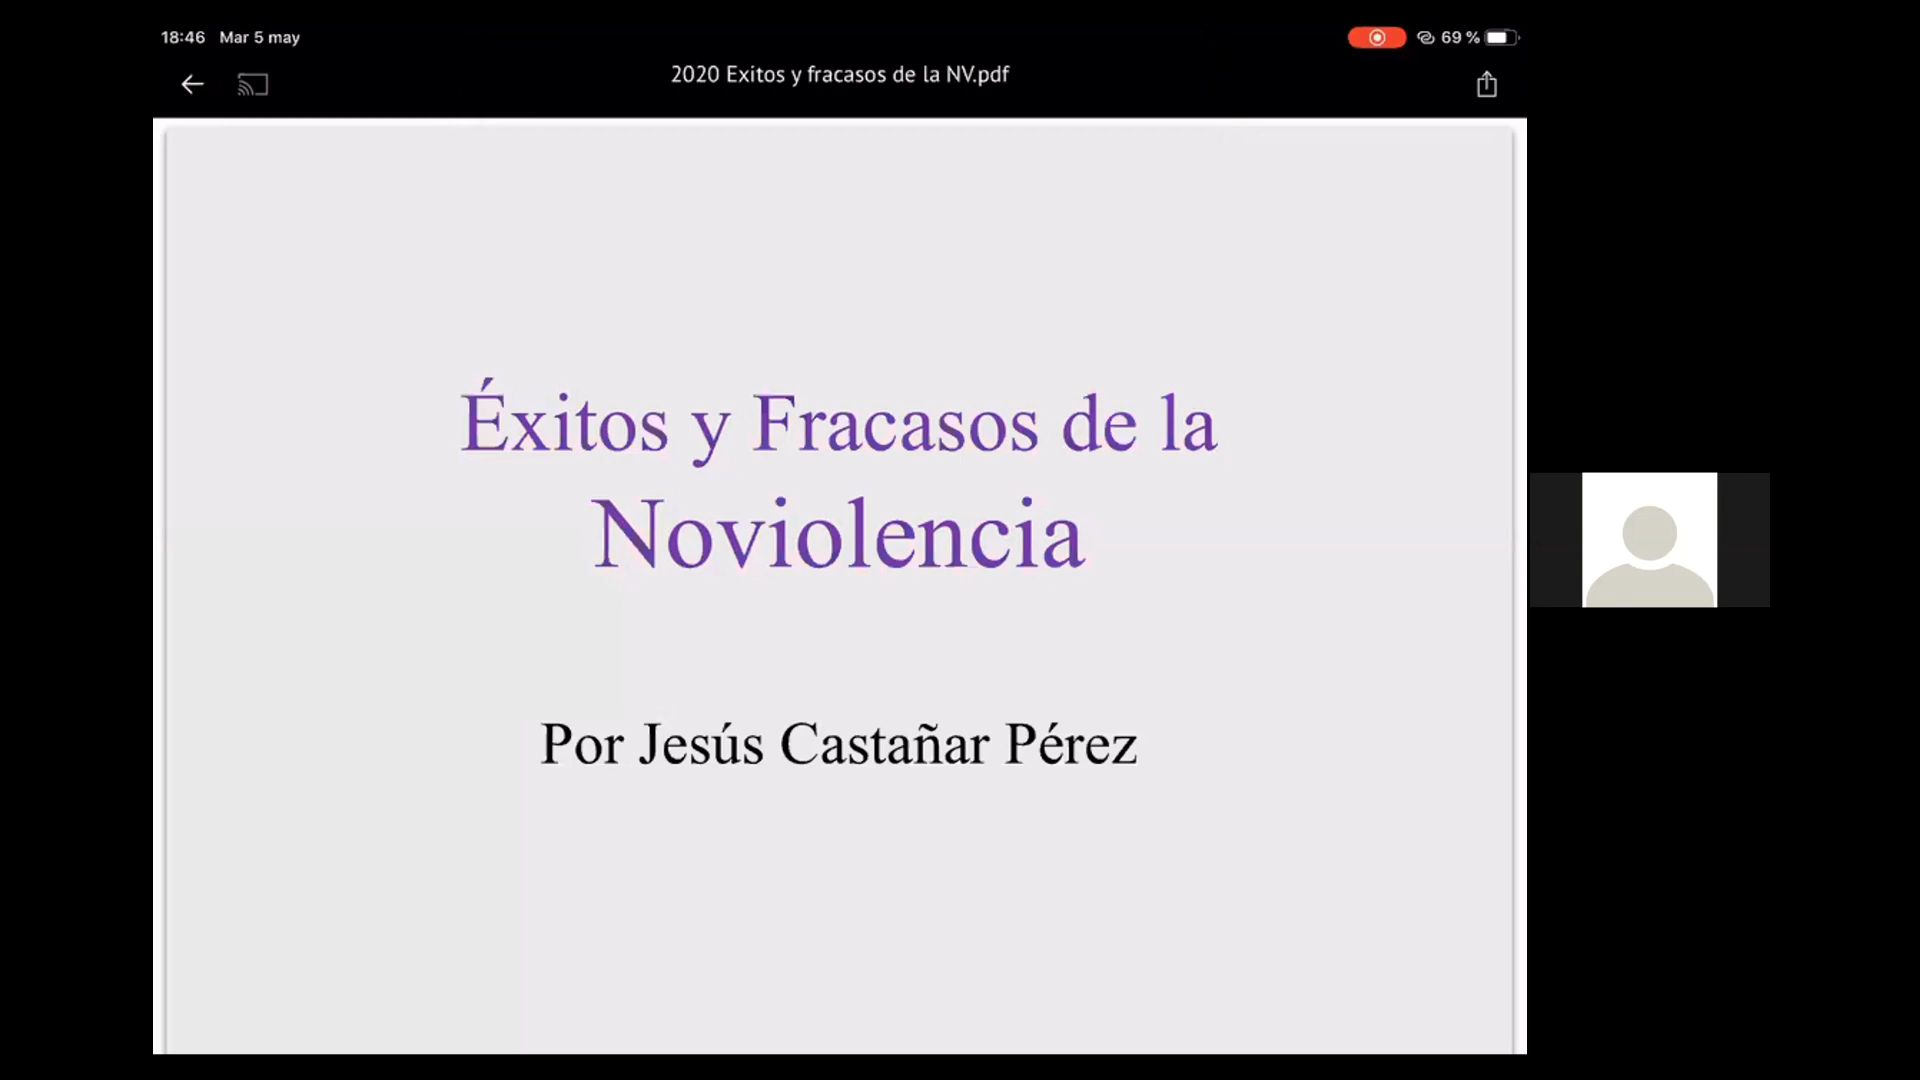 18:46 Mar 5 may
69 %
2020 Exitos y fracasos de la NV.pdf
Éxitos y Fracasos de la
Noviolencia
Por Jesús Castañar Pérez